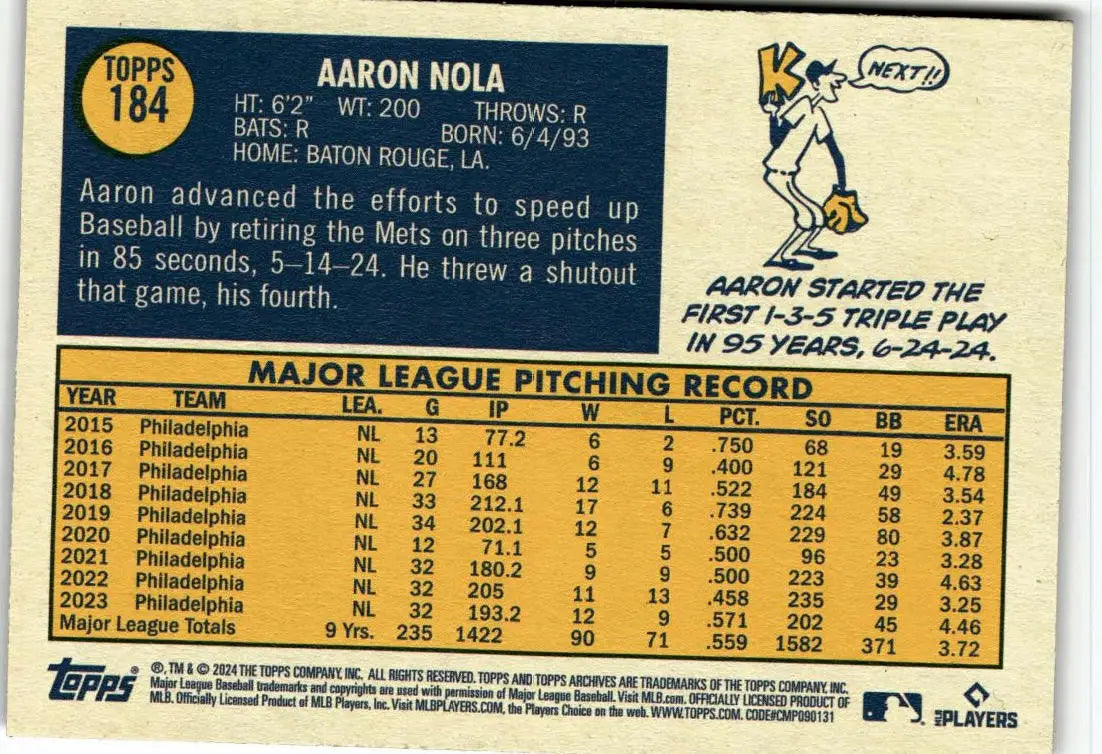 TOPPS
184
AARON NOLA
HT: 6'2" WT: 200 THROWS: R
BATS: R BORN: 6/4/93
HOME: BATON ROUGE, LA.
Aaron advanced the efforts to speed up
Baseball by retiring the Mets on three pitches
in 85 seconds, 5–14–24. He threw a shutout
that game, his fourth.
K
NEXT!!
AARON STARTED THE
FIRST 1-3-5 TRIPLE PLAY
IN 95 YEARS, 6-24-24.
MAJOR LEAGUE PITCHING RECORD
YEAR TEAM LEA. G IP W L PCT. SO BB ERA
2015 Philadelphia NL 13 77.2 6 2 .750 68 19 3.59
2016 Philadelphia NL 20 111 6 9 .400 121 29 4.78
2017 Philadelphia NL 27 168 12 11 .522 184 49 3.54
2018 Philadelphia NL 33 212.1 17 6 .739 224 58 2.37
2019 Philadelphia NL 34 202.1 12 7 .632 229 80 3.87
2020 Philadelphia NL 12 71.1 5 5 .500 96 23 3.28
2021 Philadelphia NL 32 180.2 9 9 .500 223 39 4.63
2022 Philadelphia NL 32 205 11 13 .458 235 29 3.25
2023 Philadelphia NL 32 193.2 12 9 .571 202 45 4.46
Major League Totals 9 Yrs. 235 1422 90 71 .559 1582 371 3.72
Topps®
®, TM & © 2024 THE TOPPS COMPANY, INC. ALL RIGHTS RESERVED. TOPPS AND TOPPS ARCHIVES ARE TRADEMARKS OF THE TOPPS COMPANY, INC.
Major League Baseball trademarks and copyrights are used with permission of Major League Baseball. Visit MLB.com. OFFICIALLY LICENSED PRODUCT OF
MLB. Officially Licensed Product of MLB Players, Inc. Visit MLBPLAYERS.COM, the Players Choice on the web. WWW.TOPPS.COM. CODE#CMP090131
MLB PLAYERS